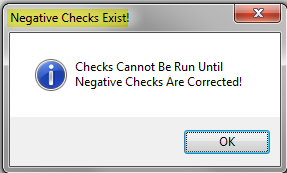 Negative Checks Exist!
Checks Cannot Be Run Until
Negative Checks Are Corrected!
OK